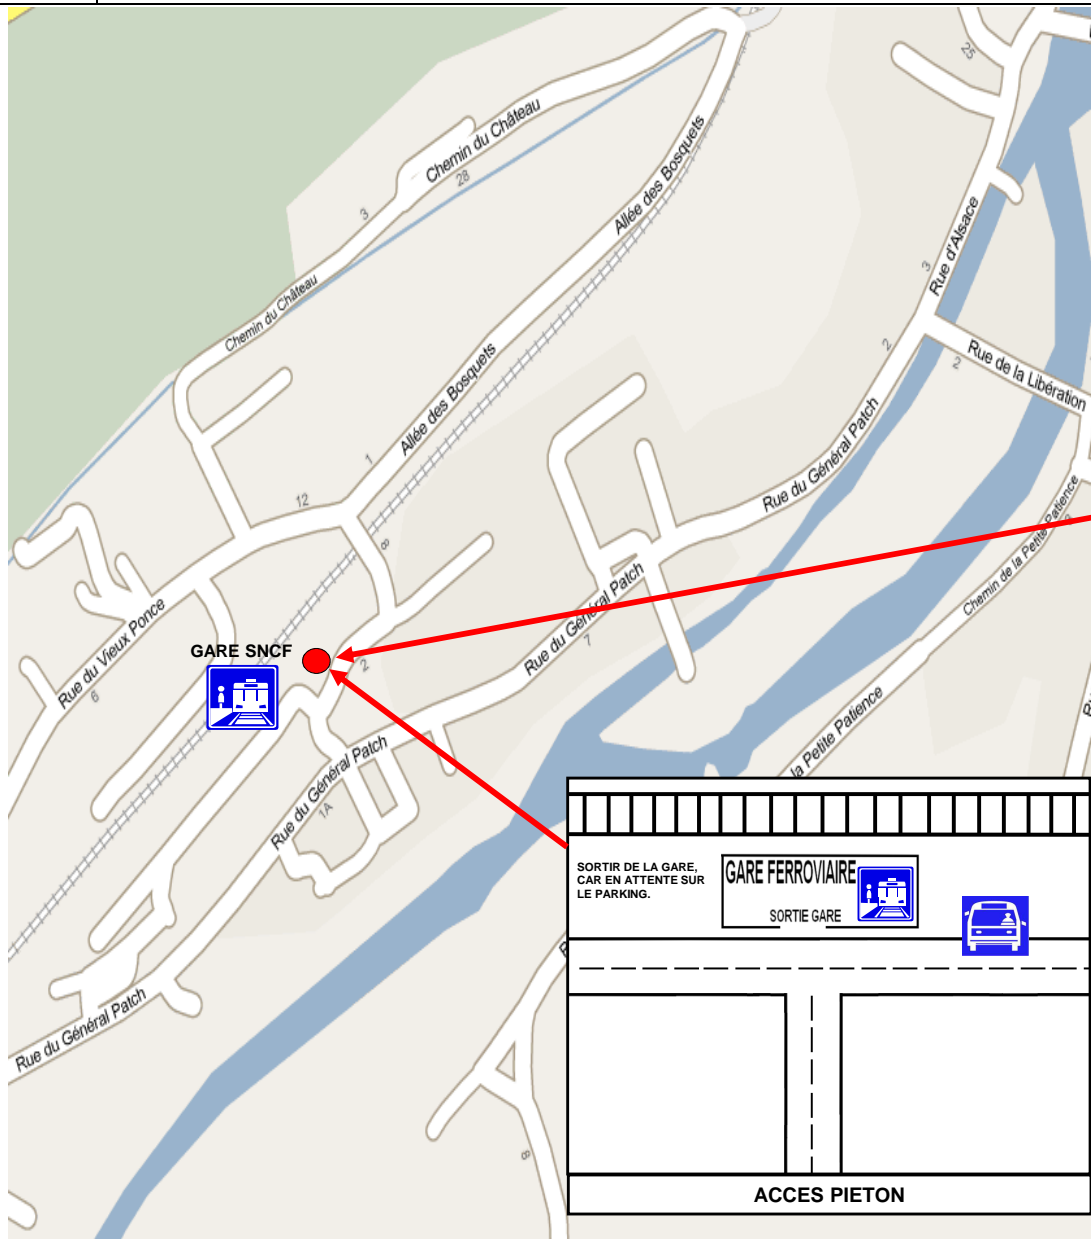 25
Chemin du Château
28
3
Allée des Bosquets
Rue d'Alsace
3
Chemin du Château
2
Rue de la Libération
2
Allée des Bosquets
1
Rue du Général Patch
12
8
Chemin de la Petite Patience
Rue du Général Patch
7
Rue du Vieux Ponce
6
GARE SNCF
2
la Petite Patience
Rue du Général Patch
1A
SORTIR DE LA GARE,
CAR EN ATTENTE SUR
LE PARKING.
GARE FERROVIAIRE
SORTIE GARE
Rue du Général Patch
8
ACCES PIETON